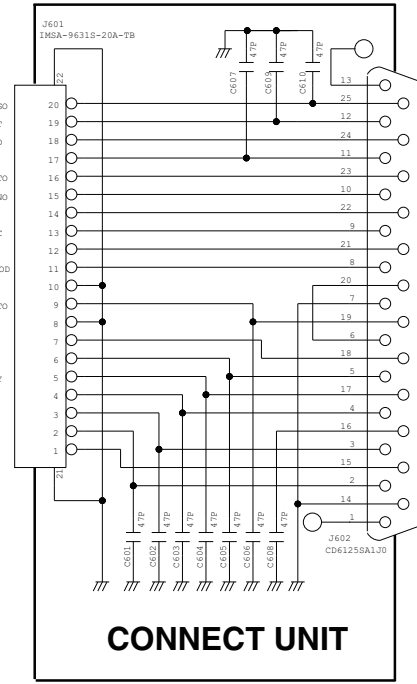 J601
IMSA-9631S-20A-TB
22
20
19
18
17
16
15
14
13
12
11
10
9
8
7
6
5
4
3
2
1
21
47P
47P
47P
C607
C609
C610
13
25
12
24
11
23
10
22
9
21
8
20
7
19
6
18
5
17
4
16
3
15
2
14
1
47P
47P
47P
47P
47P
47P
47P
C601
C602
C603
C604
C605
C606
C608
J602
CD6125SA1J0
CONNECT UNIT